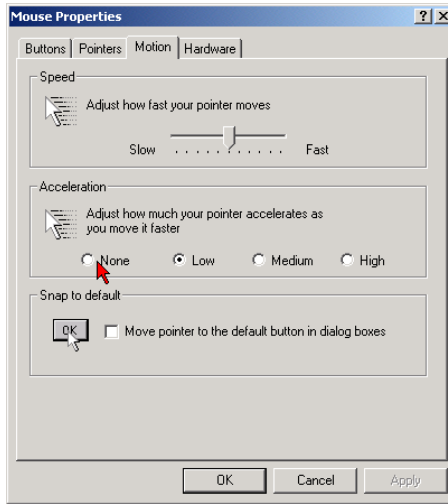 Mouse Properties
Buttons Pointers Motion Hardware
Speed
Adjust how fast your pointer moves
Slow Fast
Acceleration
Adjust how much your pointer accelerates as
you move it faster
None Low Medium High
Snap to default
OK Move pointer to the default button in dialog boxes
OK Cancel Apply